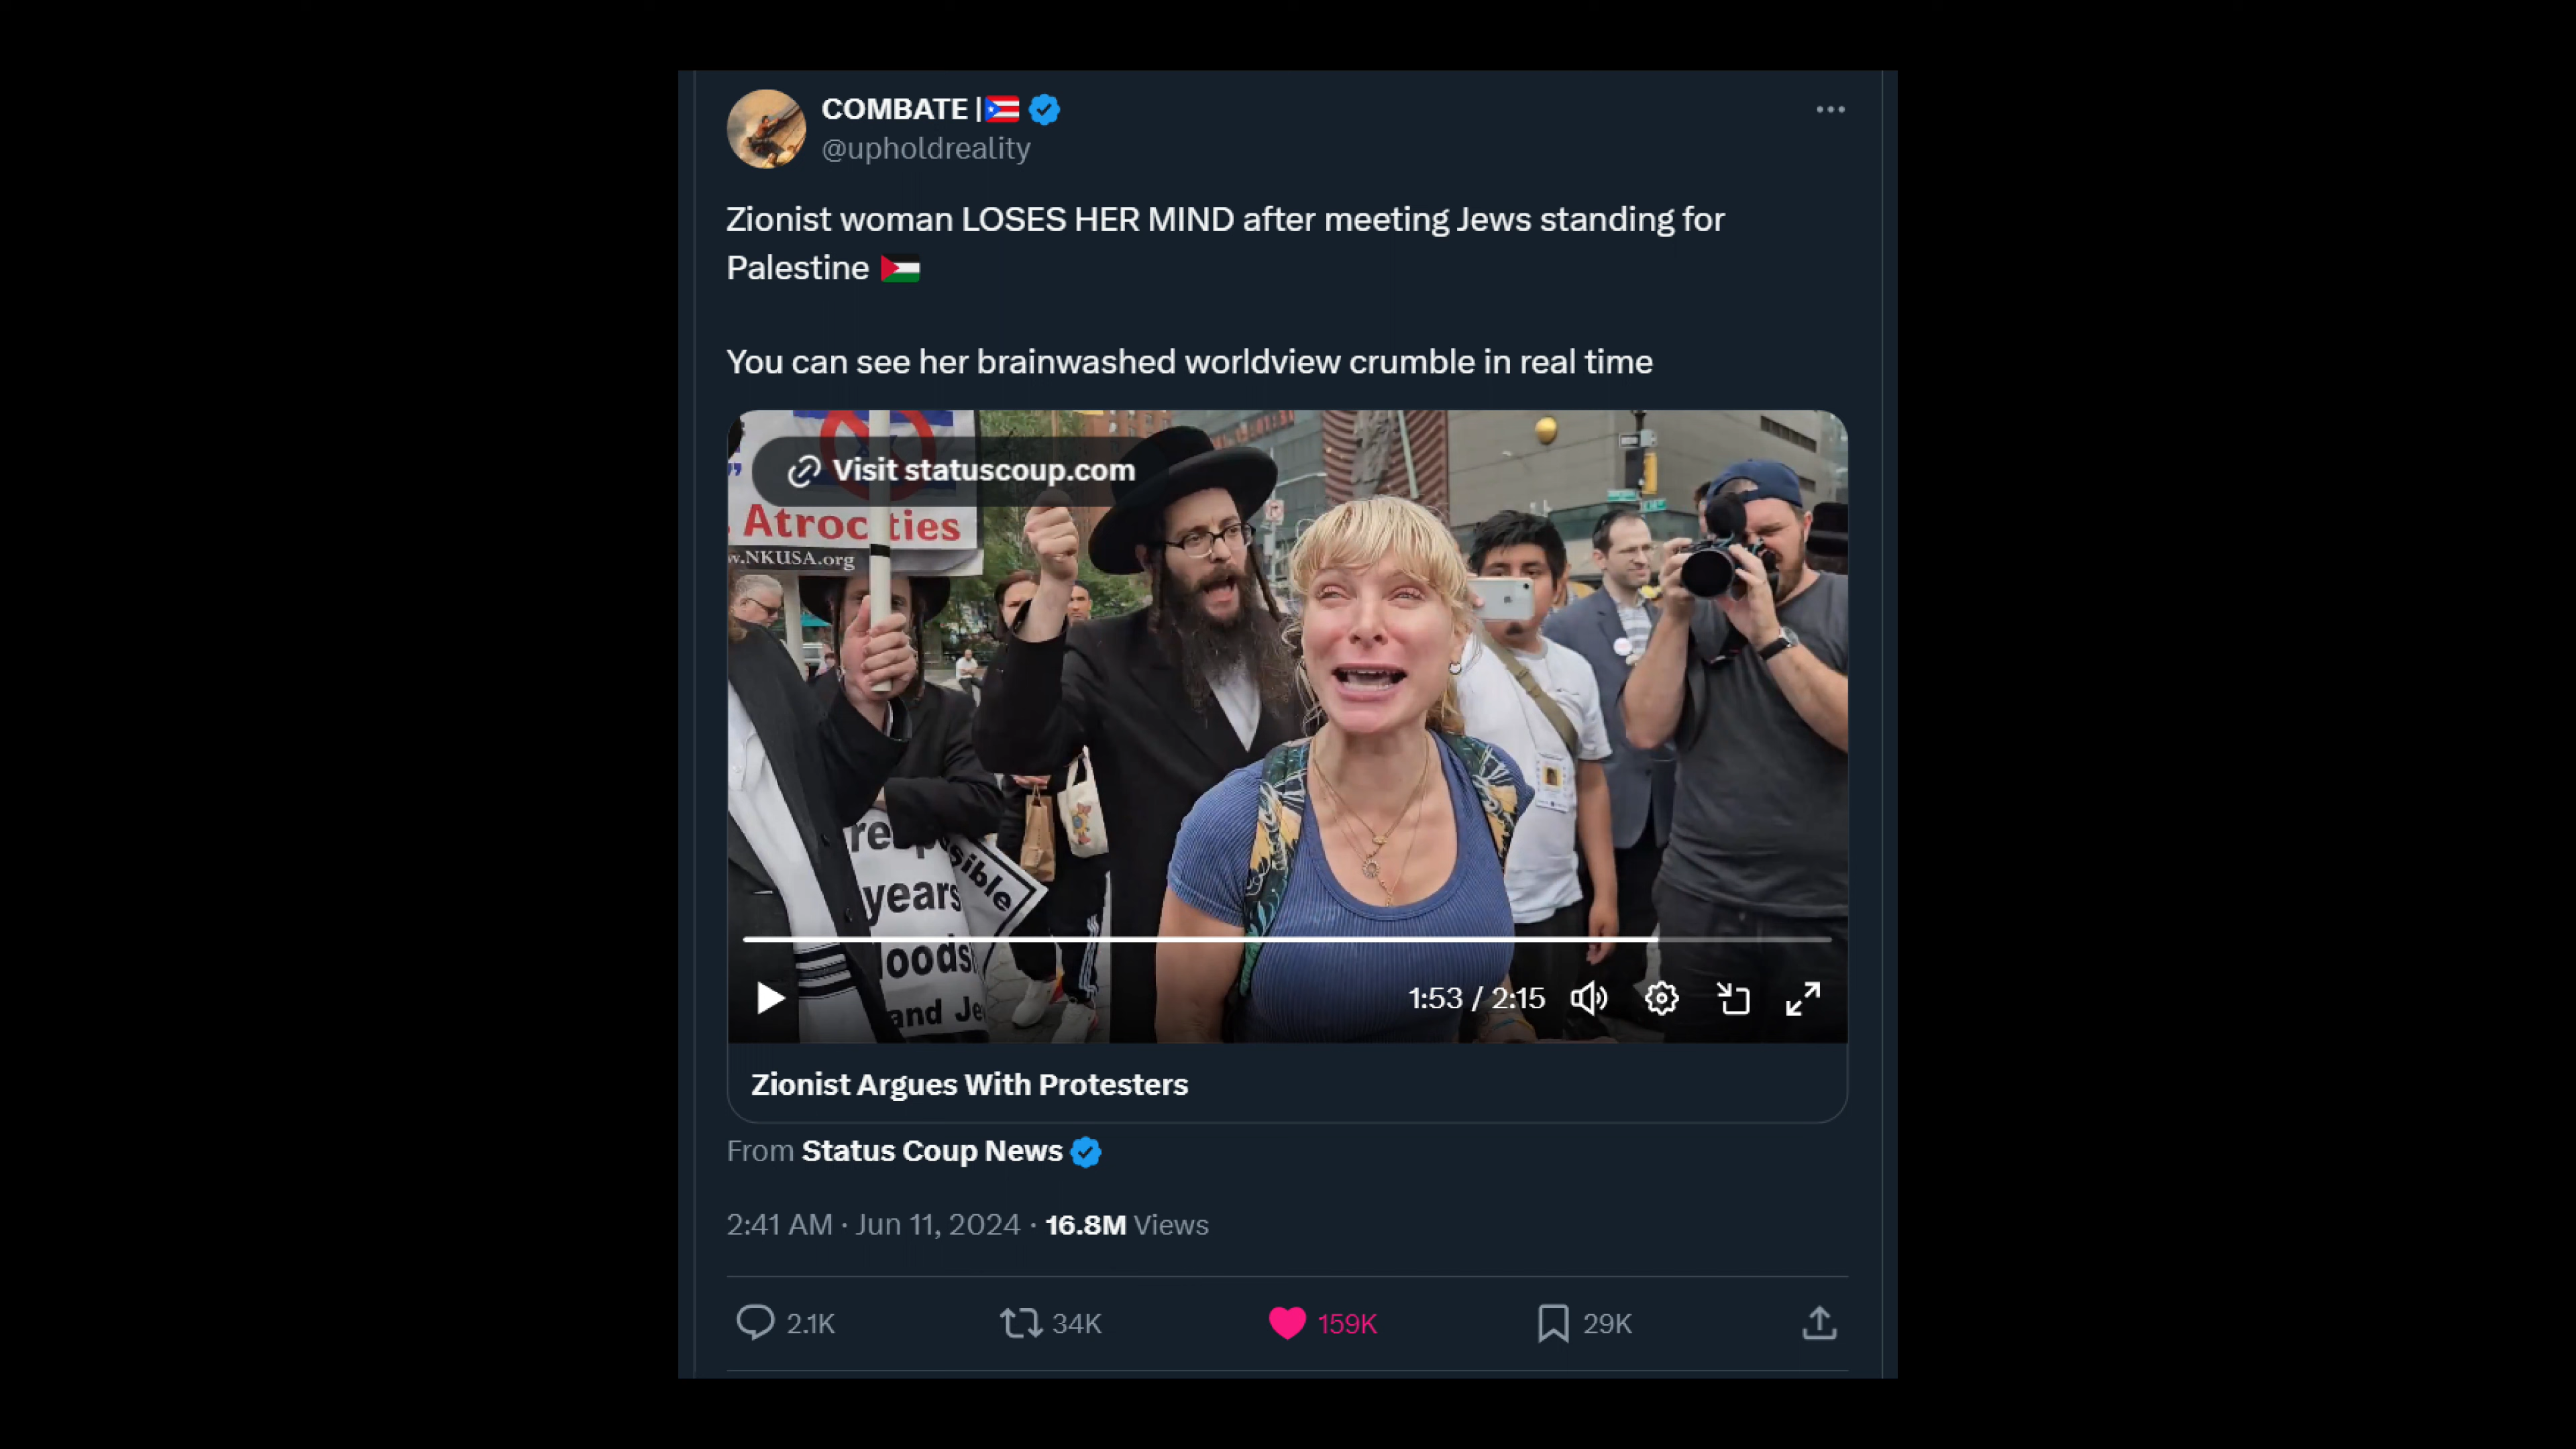 COMBATE |🇵🇷
@upholdreality
Zionist woman LOSES HER MIND after meeting Jews standing for
Palestine 🇵🇸
You can see her brainwashed worldview crumble in real time
Visit statuscoup.com
Atrocities
w.NKUSA.org
years
and Je
1:53 / 2:15
Zionist Argues With Protesters
From Status Coup News
2:41 AM · Jun 11, 2024 · 16.8M Views
2.1K
34K
159K
29K